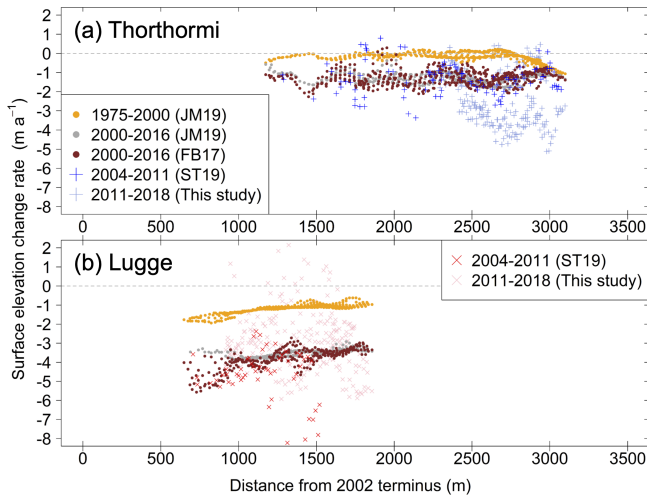 (a) Thorthormi
2
1
0
-1
-2
-3
-4
-5
-6
-7
-8
1975-2000 (JM19)
2000-2016 (JM19)
2000-2016 (FB17)
2004-2011 (ST19)
2011-2018 (This study)
0 500 1000 1500 2000 2500 3000 3500
Surface elevation change rate (m a⁻¹)
(b) Lugge
2
1
0
-1
-2
-3
-4
-5
-6
-7
-8
2004-2011 (ST19)
2011-2018 (This study)
0 500 1000 1500 2000 2500 3000 3500
Distance from 2002 terminus (m)